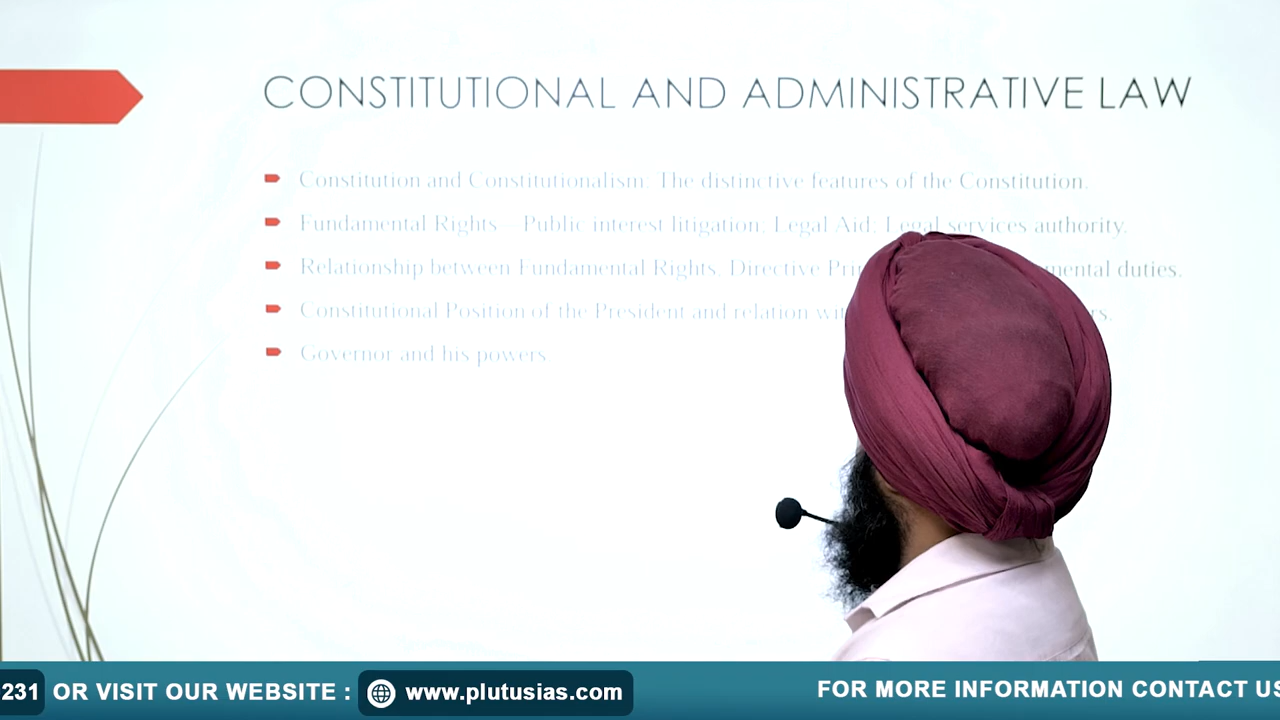 CONSTITUTIONAL AND ADMINISTRATIVE LAW
Constitution and Constitutionalism: The distinctive features of the Constitution.
Fundamental Rights – Public interest litigation; Legal Aid; Legal services authority.
Relationship between Fundamental Rights, Directive duties.
Constitutional Position of the President and relation
Governor and his powers.
231 OR VISIT OUR WEBSITE : www.plutusias.com FOR MORE INFORMATION CONTACT US